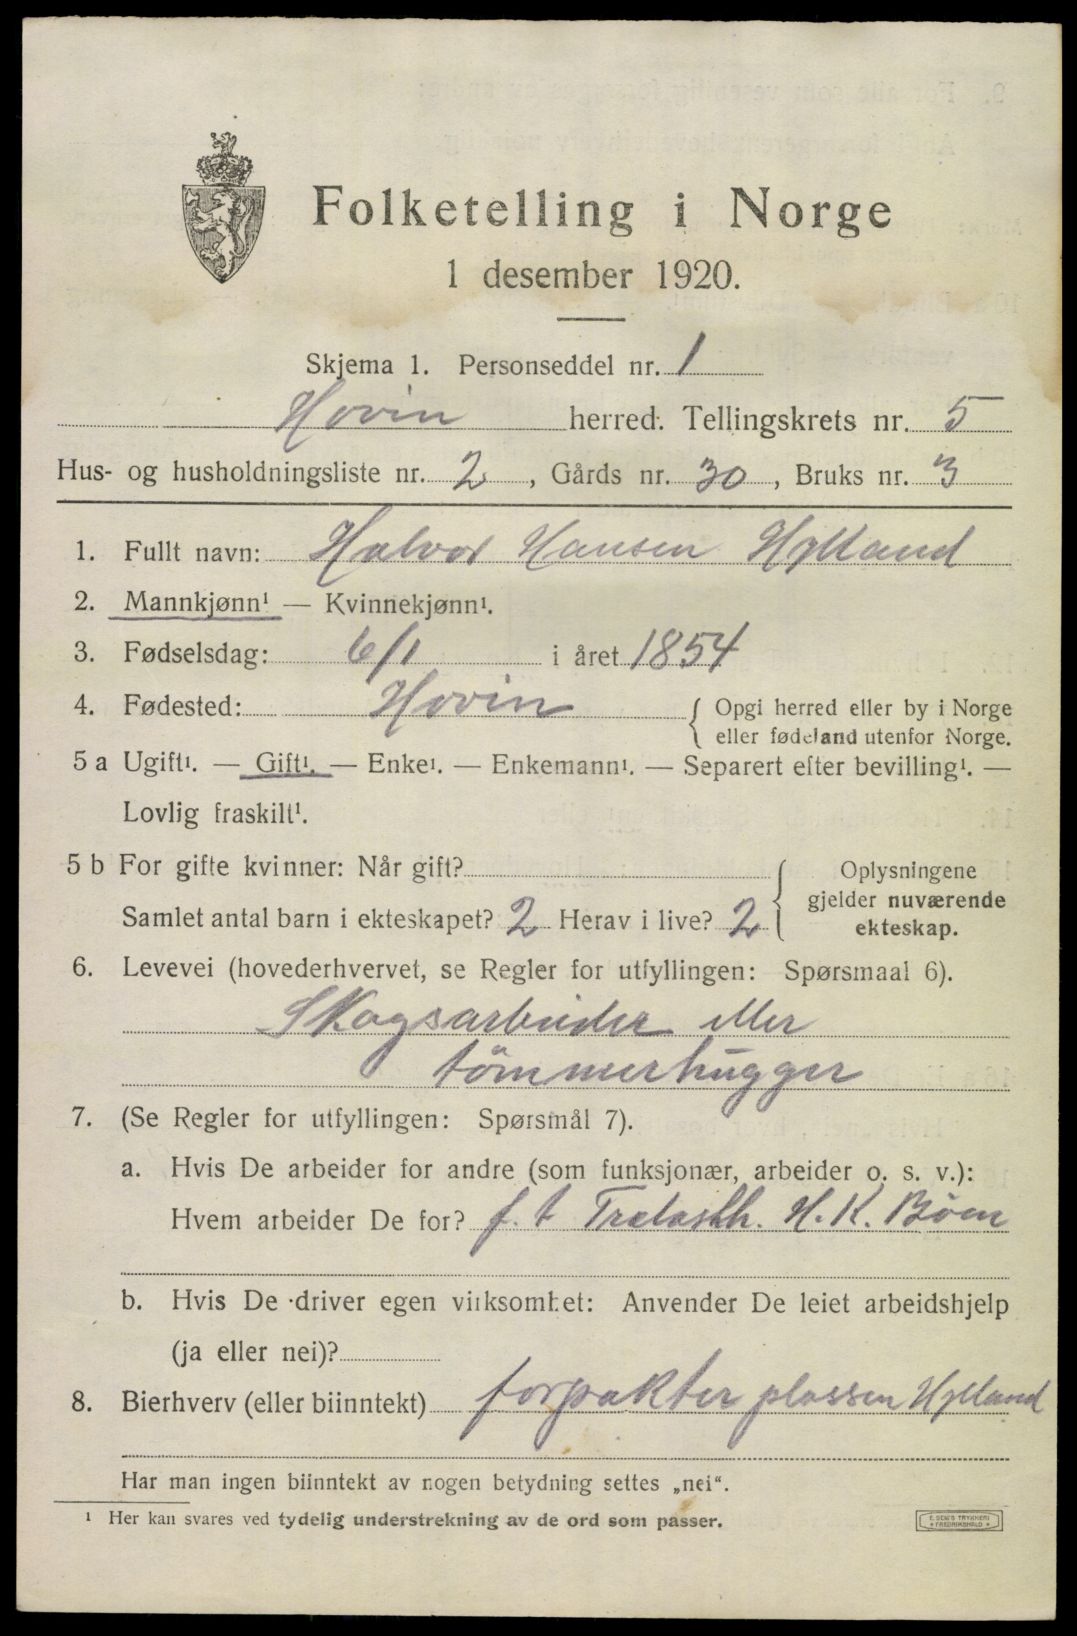 Folketelling i Norge
1 desember 1920.
Skjema 1. Personseddel nr. 1
Hovin herred. Tellingskrets nr. 5
Hus- og husholdningsliste nr. 2, Gårds nr. 30, Bruks nr. 3
1. Fullt navn: Halvor Hansen Hylland
2. Mannkjønn¹ — Kvinnekjønn¹.
3. Fødselsdag: 6/1 i året 1854
4. Fødested: Hovin { Opgi herred eller by i Norge
eller fødeland utenfor Norge.
5 a Ugift¹. — Gift¹. — Enke¹. — Enkemann¹. — Separert efter bevilling¹. —
Lovlig fraskilt¹.
5 b For gifte kvinner: Når gift?
Samlet antal barn i ekteskapet? 2 Herav i live? 2
{ Oplysningene
gjelder nuværende
ekteskap.
6. Levevei (hovederhvervet, se Regler for utfyllingen: Spørsmaal 6).
Skogsarbeider eller
tömmerhugger
7. (Se Regler for utfyllingen: Spørsmål 7).
a. Hvis De arbeider for andre (som funksjonær, arbeider o. s. v.):
Hvem arbeider De for? f. t Trelasth. H. K. Bøen
b. Hvis De driver egen virksomhet: Anvender De leiet arbeidshjelp
(ja eller nei)?
8. Bierhverv (eller biinntekt) forpakter plassen Hylland
Har man ingen biinntekt av nogen betydning settes „nei“.
¹ Her kan svares ved tydelig understrekning av de ord som passer.
E. SEM'S TRYKKERI
FREDRIKSHALD